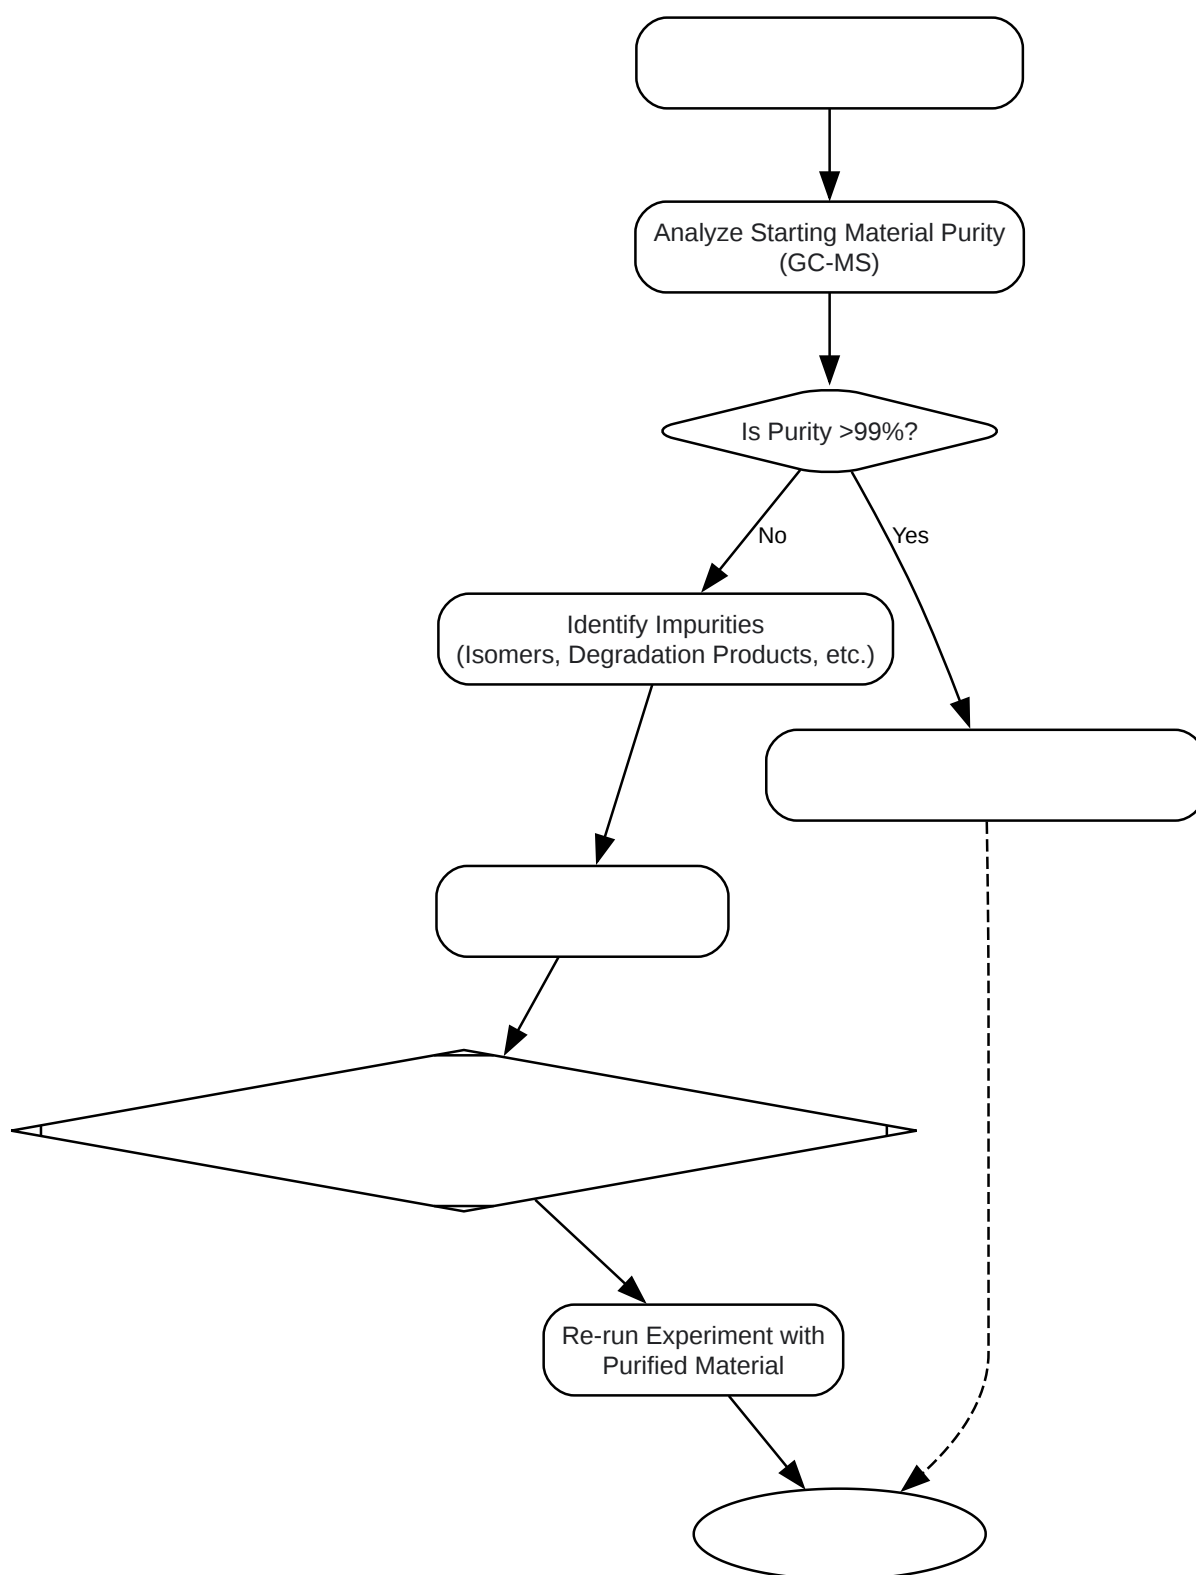 Analyze Starting Material Purity
(GC-MS)
Is Purity >99%?
No
Yes
Identify Impurities
(Isomers, Degradation Products, etc.)
Re-run Experiment with
Purified Material